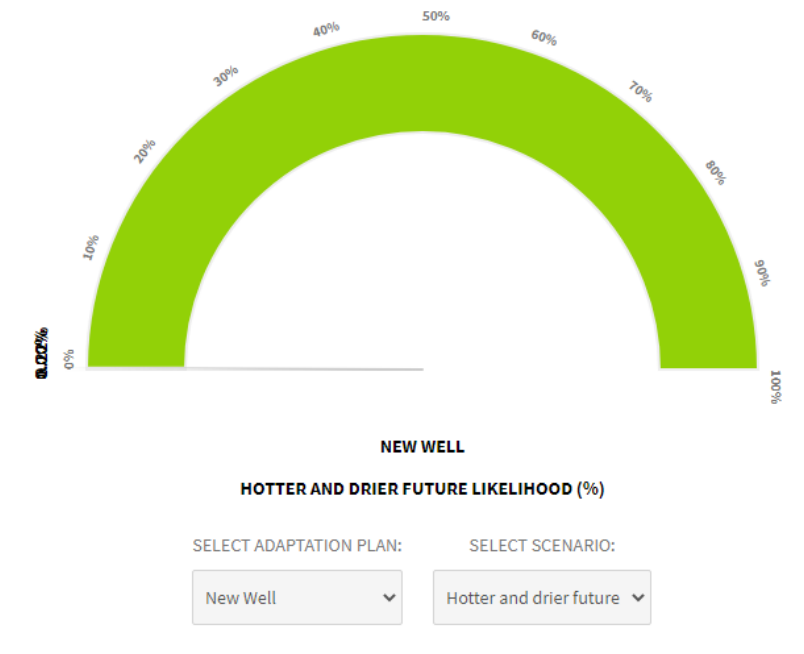 50%
40%
60%
30%
70%
20%
80%
10%
90%
0%
100%
NEW WELL
HOTTER AND DRIER FUTURE LIKELIHOOD (%)
SELECT ADAPTATION PLAN:
SELECT SCENARIO:
New Well
Hotter and drier future